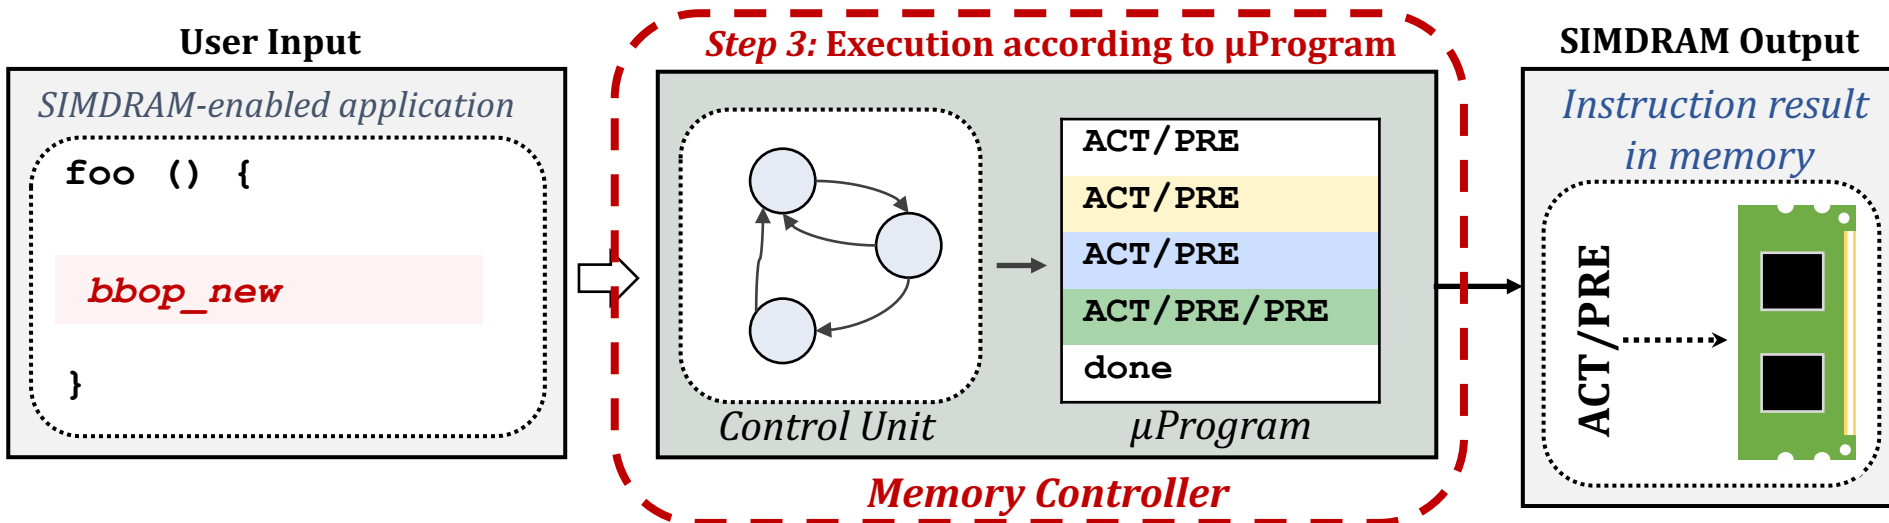 User Input
SIMDRAM-enabled application
foo () {
bbop_new
}
Step 3: Execution according to μProgram
Control Unit
ACT/PRE
ACT/PRE
ACT/PRE
ACT/PRE/PRE
done
μProgram
Memory Controller
SIMDRAM Output
Instruction result
in memory
ACT/PRE